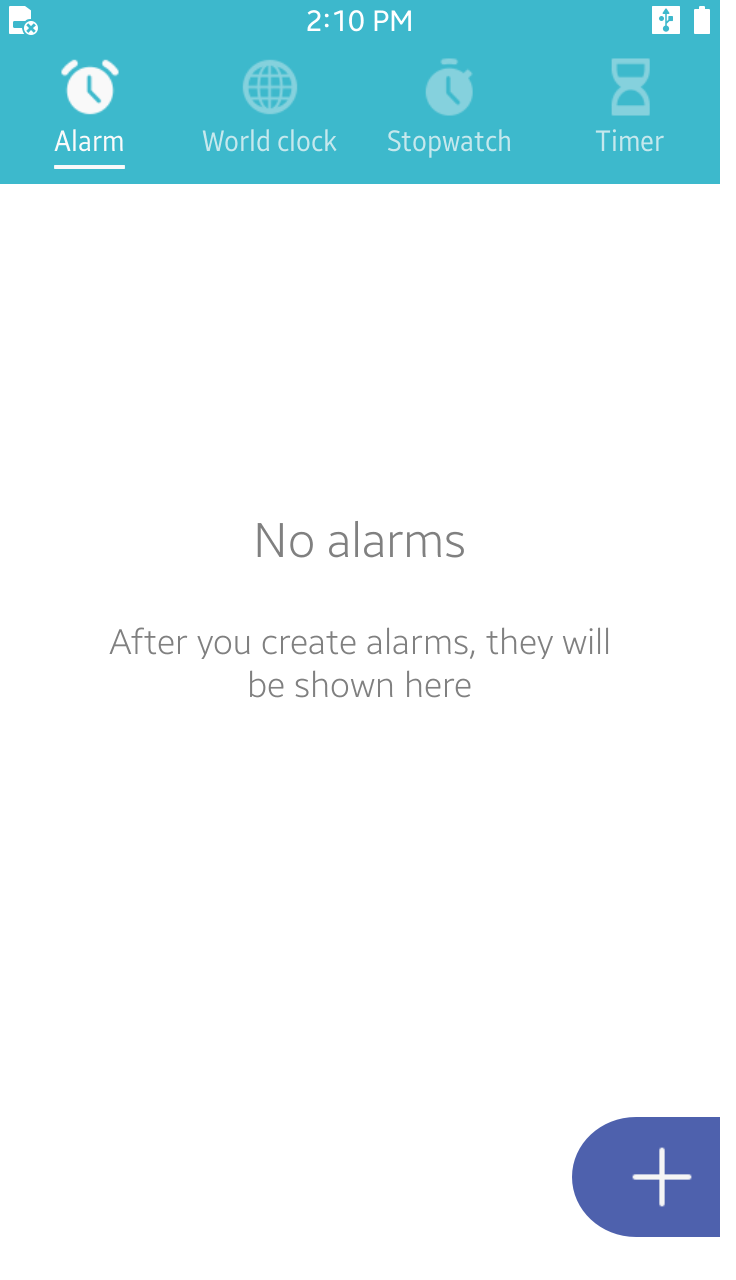 2:10 PM
Alarm
World clock
Stopwatch
Timer
No alarms
After you create alarms, they will
be shown here